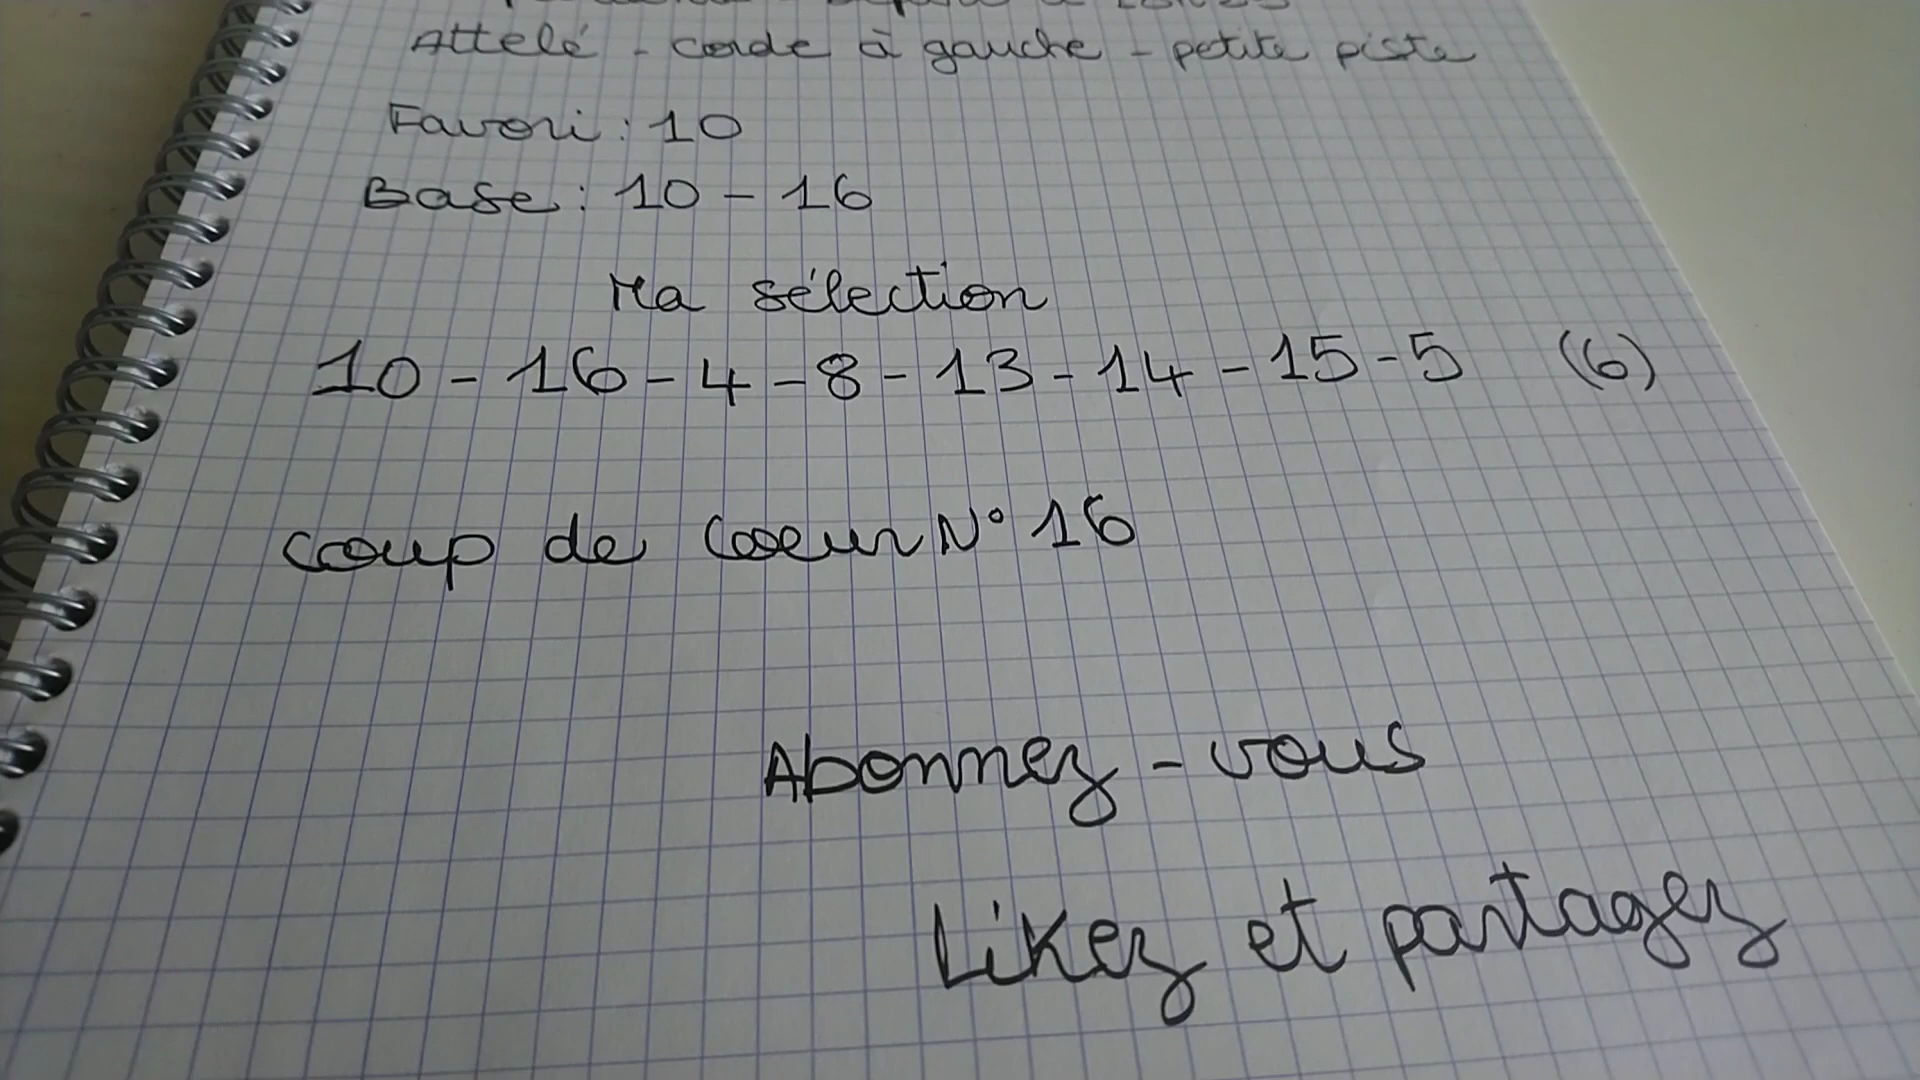 Attelé - corde à gauche - petite piste
Favori : 10
Base : 10 - 16
Ma sélection
10 - 16 - 4 - 8 - 13 - 14 - 15 - 5 (6)
coup de Coeur N° 16
Abonnez - vous
Likez et partagez